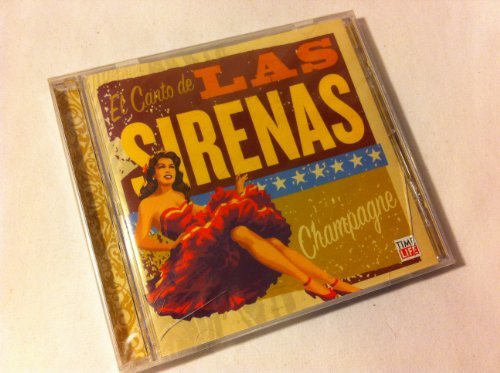 El Canto de
LAS
SIRENAS
Champagne
TIME
LIFE